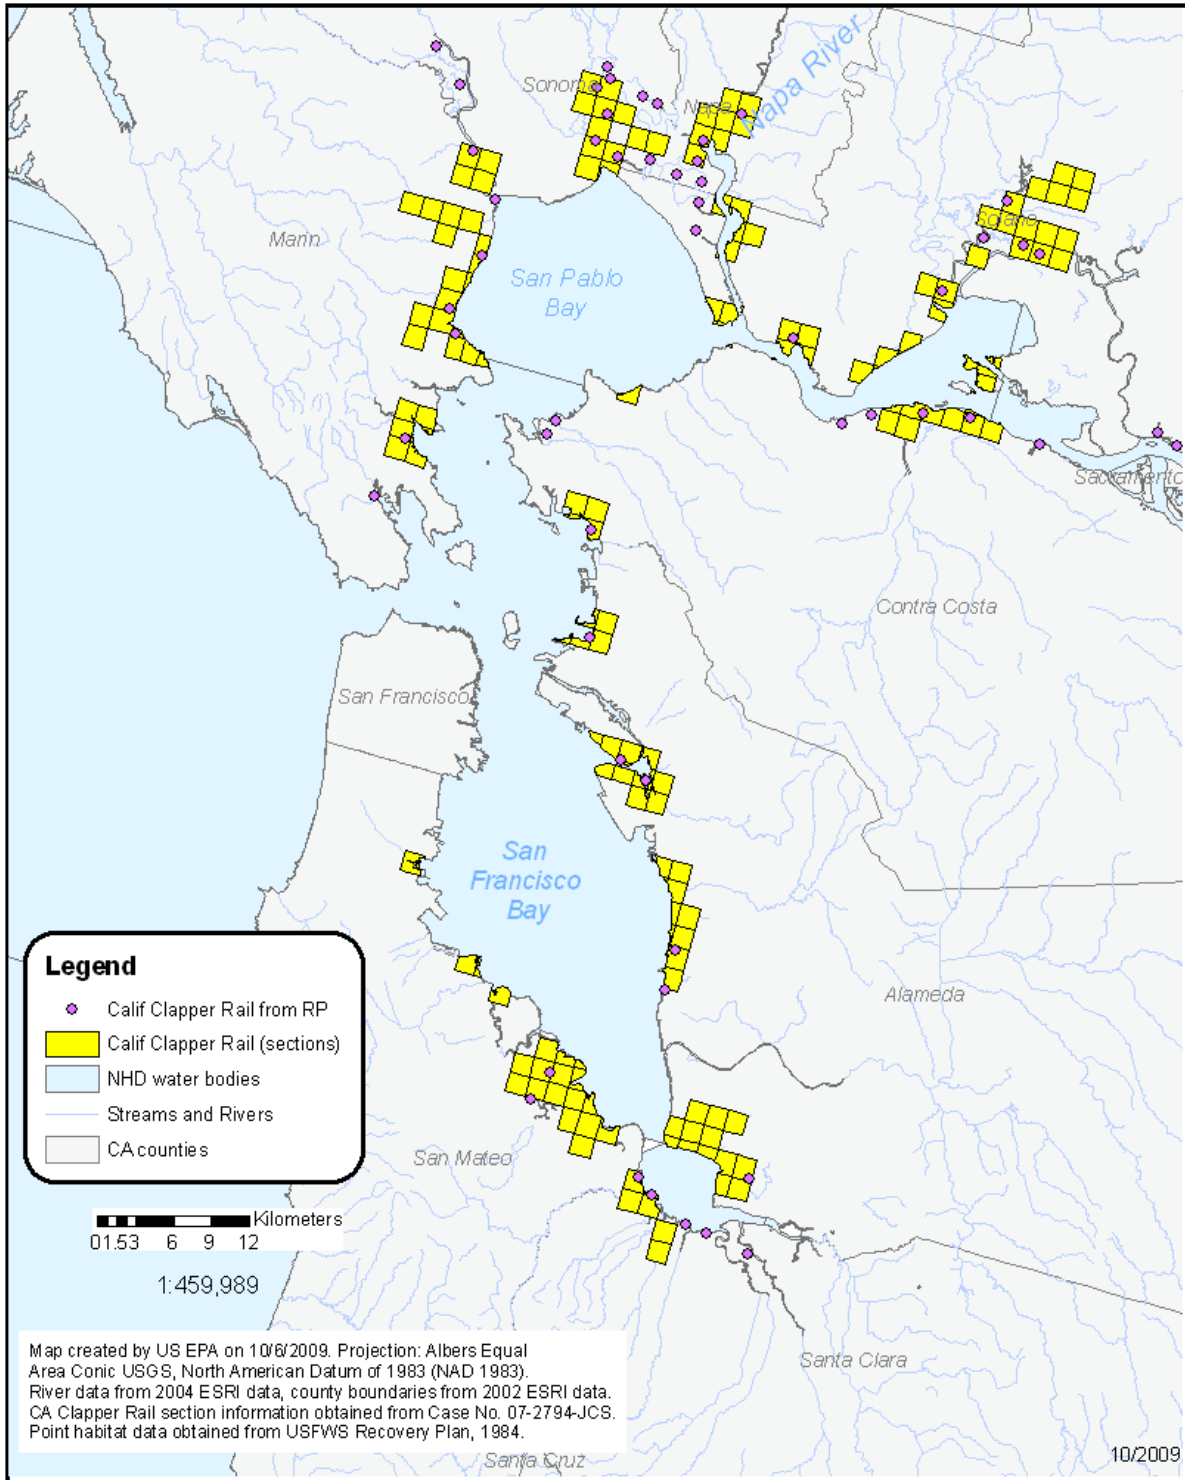 Sonoma
Napa
Napa River
Solano
Marin
San Pablo
Bay
Sacramento
Contra Costa
San Francisco
San
Francisco
Bay
Alameda
San Mateo
Santa Clara
Santa Cruz
Legend
Calif Clapper Rail from RP
Calif Clapper Rail (sections)
NHD water bodies
Streams and Rivers
CA counties
Kilometers
01.53 6 9 12
1:459,989
Map created by US EPA on 10/6/2009. Projection: Albers Equal
Area Conic USGS, North American Datum of 1983 (NAD 1983).
River data from 2004 ESRI data, county boundaries from 2002 ESRI data.
CA Clapper Rail section information obtained from Case No. 07-2794-JCS.
Point habitat data obtained from USFWS Recovery Plan, 1984.
10/2009